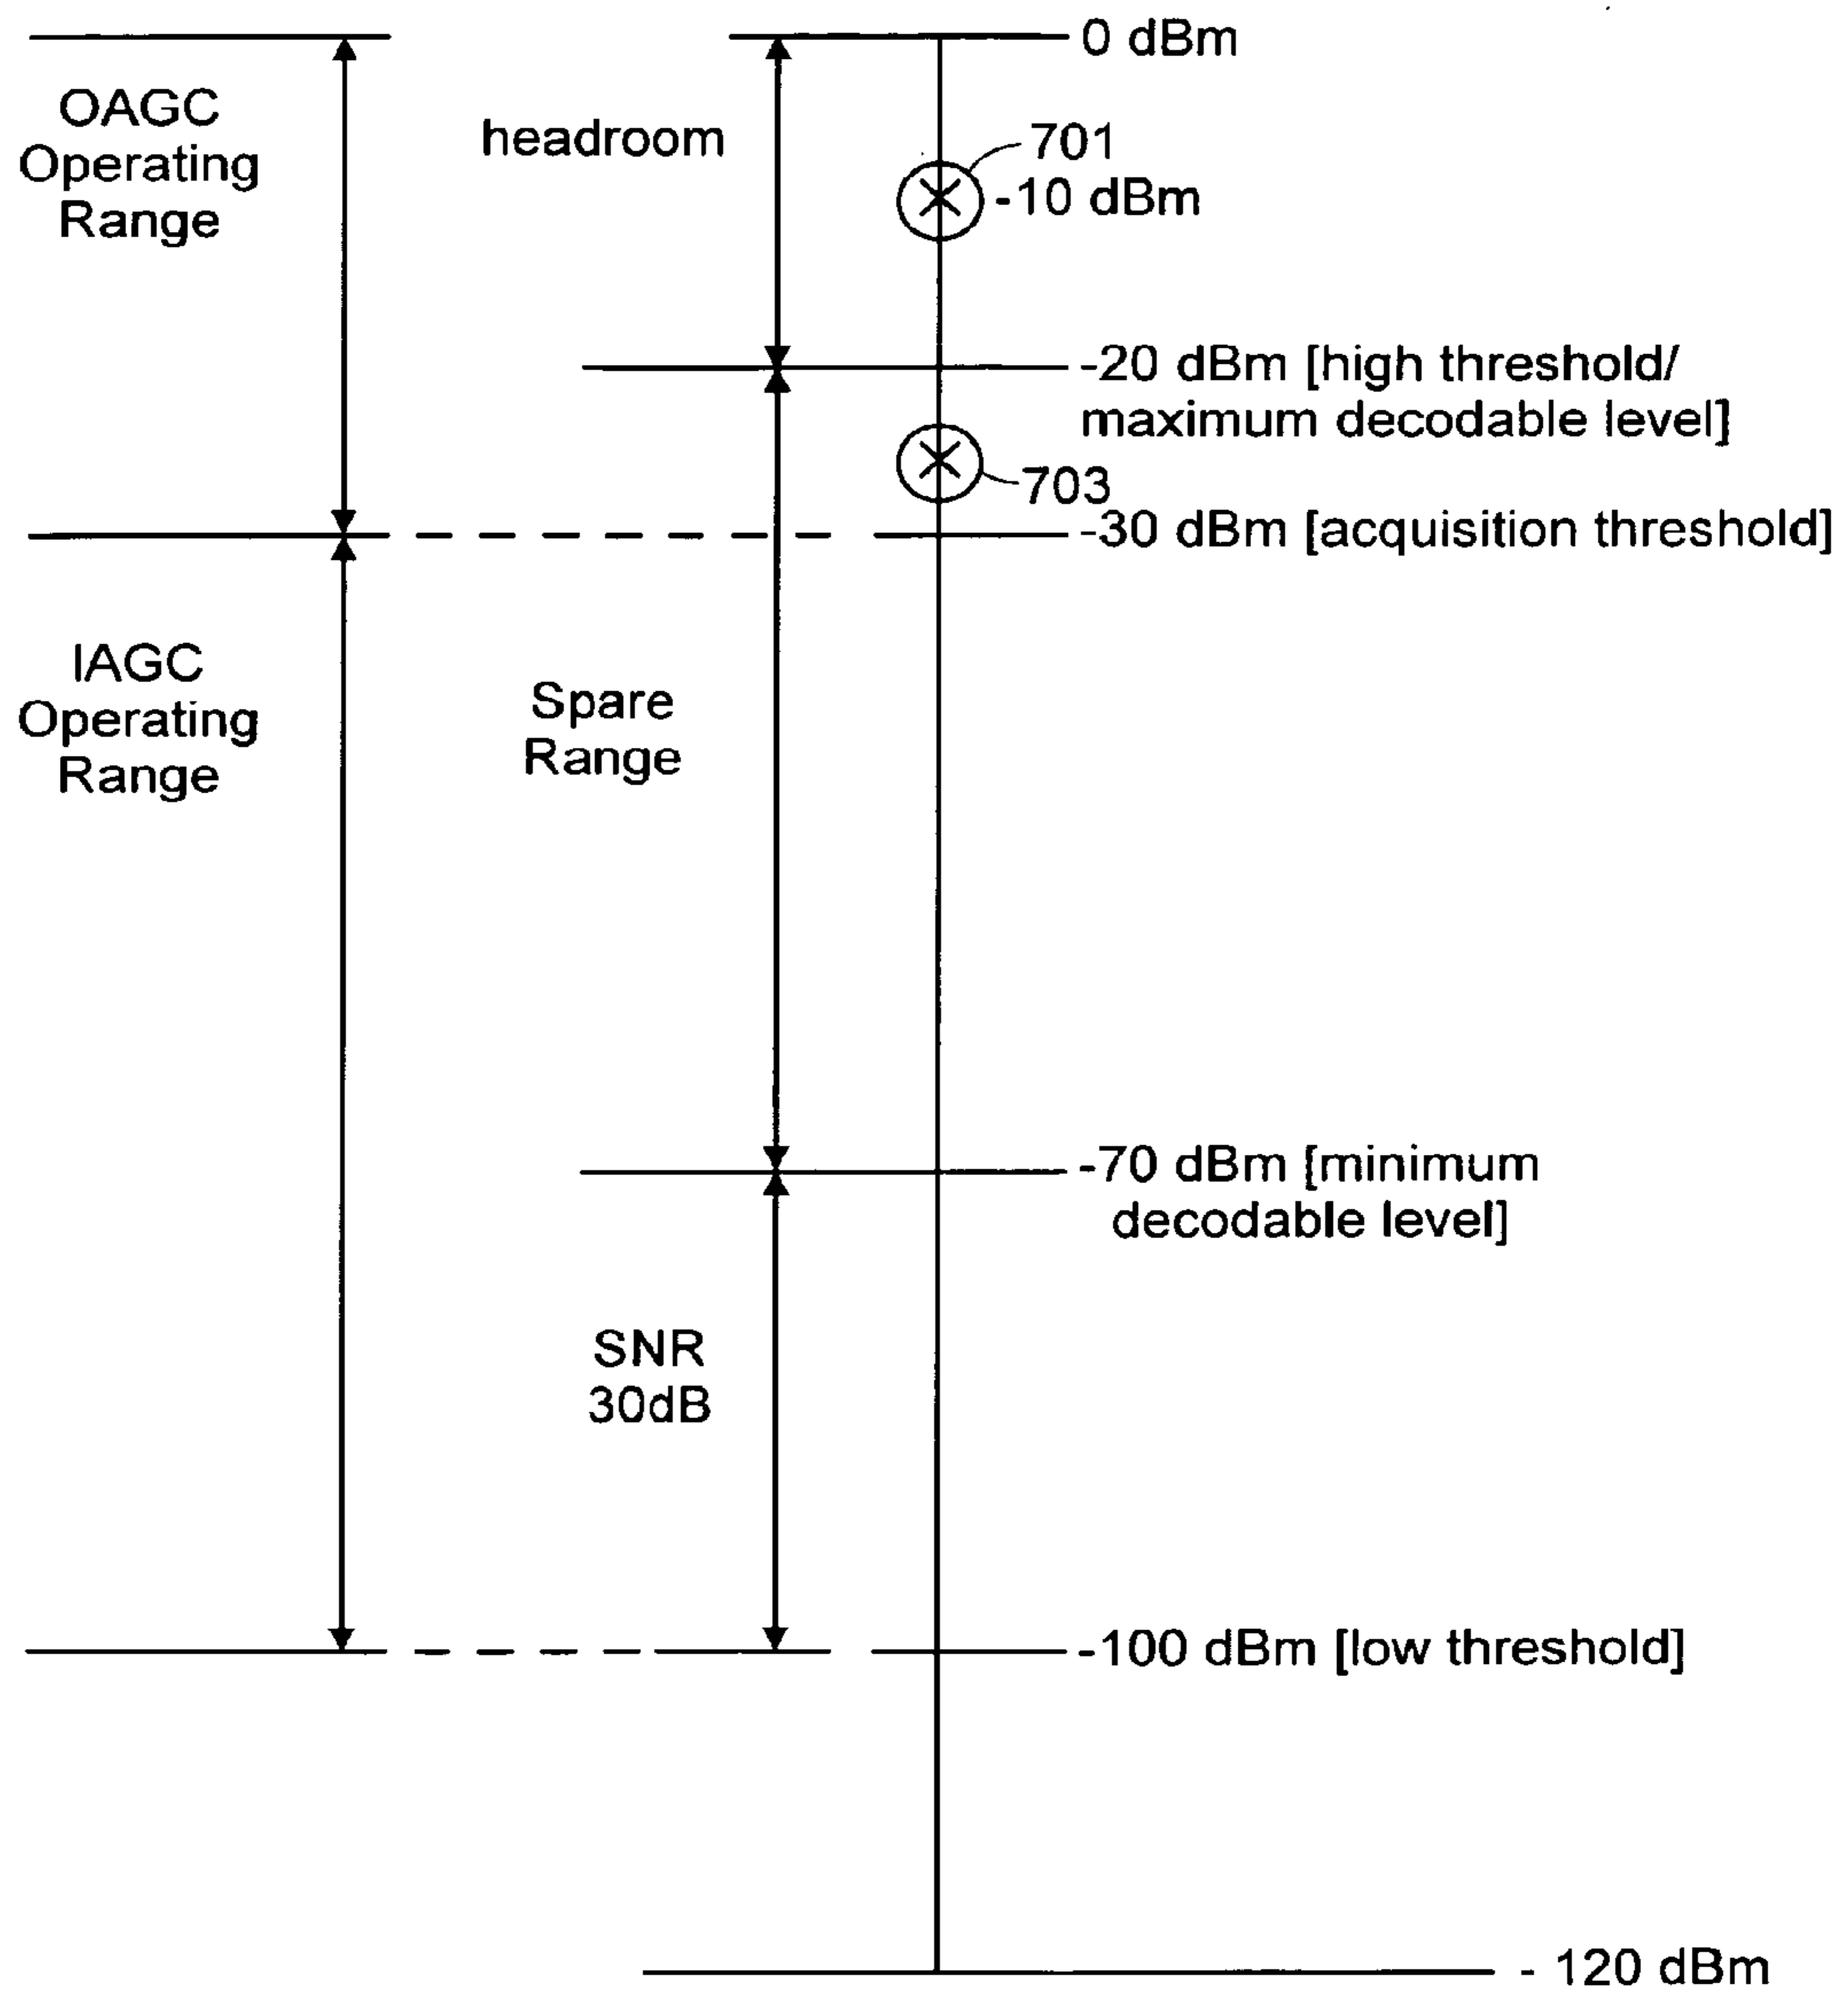 0 dBm
OAGC
Operating
Range
headroom
701
-10 dBm
-20 dBm [high threshold/
maximum decodable level]
703
-30 dBm [acquisition threshold]
IAGC
Operating
Range
Spare
Range
-70 dBm [minimum
decodable level]
SNR
30dB
-100 dBm [low threshold]
- 120 dBm